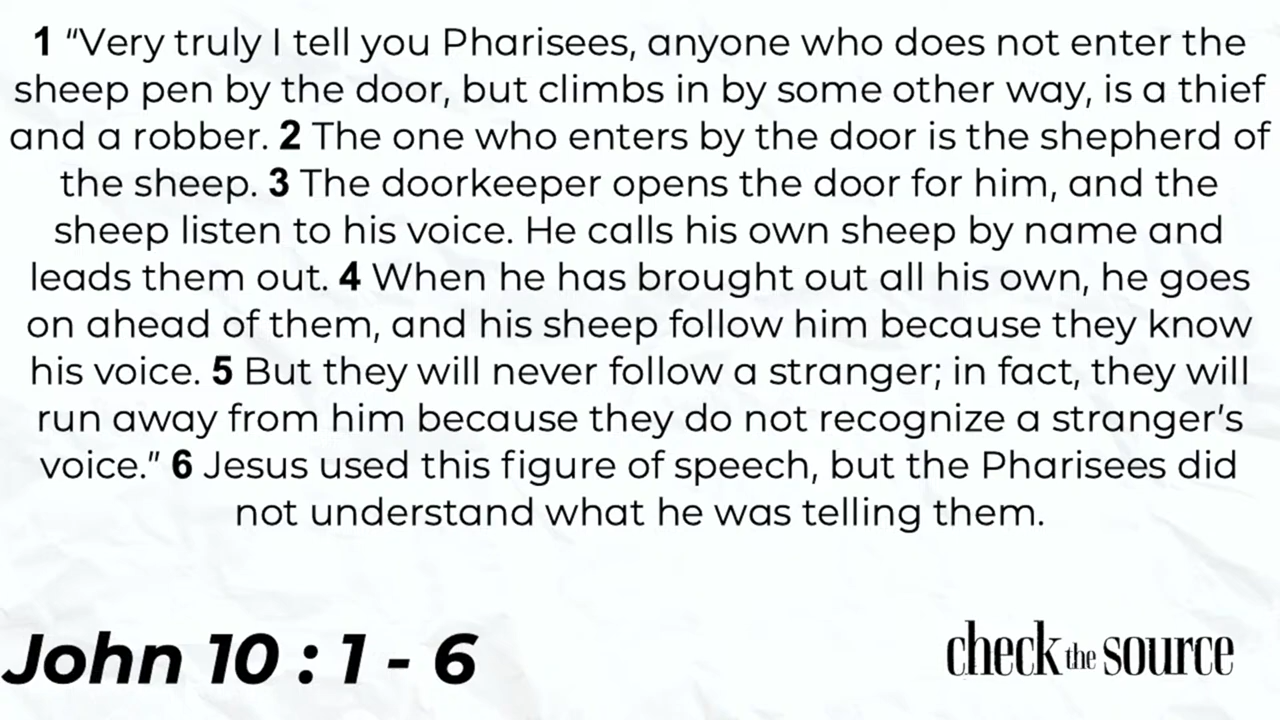 1 “Very truly I tell you Pharisees, anyone who does not enter the
sheep pen by the door, but climbs in by some other way, is a thief
and a robber. 2 The one who enters by the door is the shepherd of
the sheep. 3 The doorkeeper opens the door for him, and the
sheep listen to his voice. He calls his own sheep by name and
leads them out. 4 When he has brought out all his own, he goes
on ahead of them, and his sheep follow him because they know
his voice. 5 But they will never follow a stranger; in fact, they will
run away from him because they do not recognize a stranger’s
voice.” 6 Jesus used this figure of speech, but the Pharisees did
not understand what he was telling them.
John 10 : 1 - 6
check the source